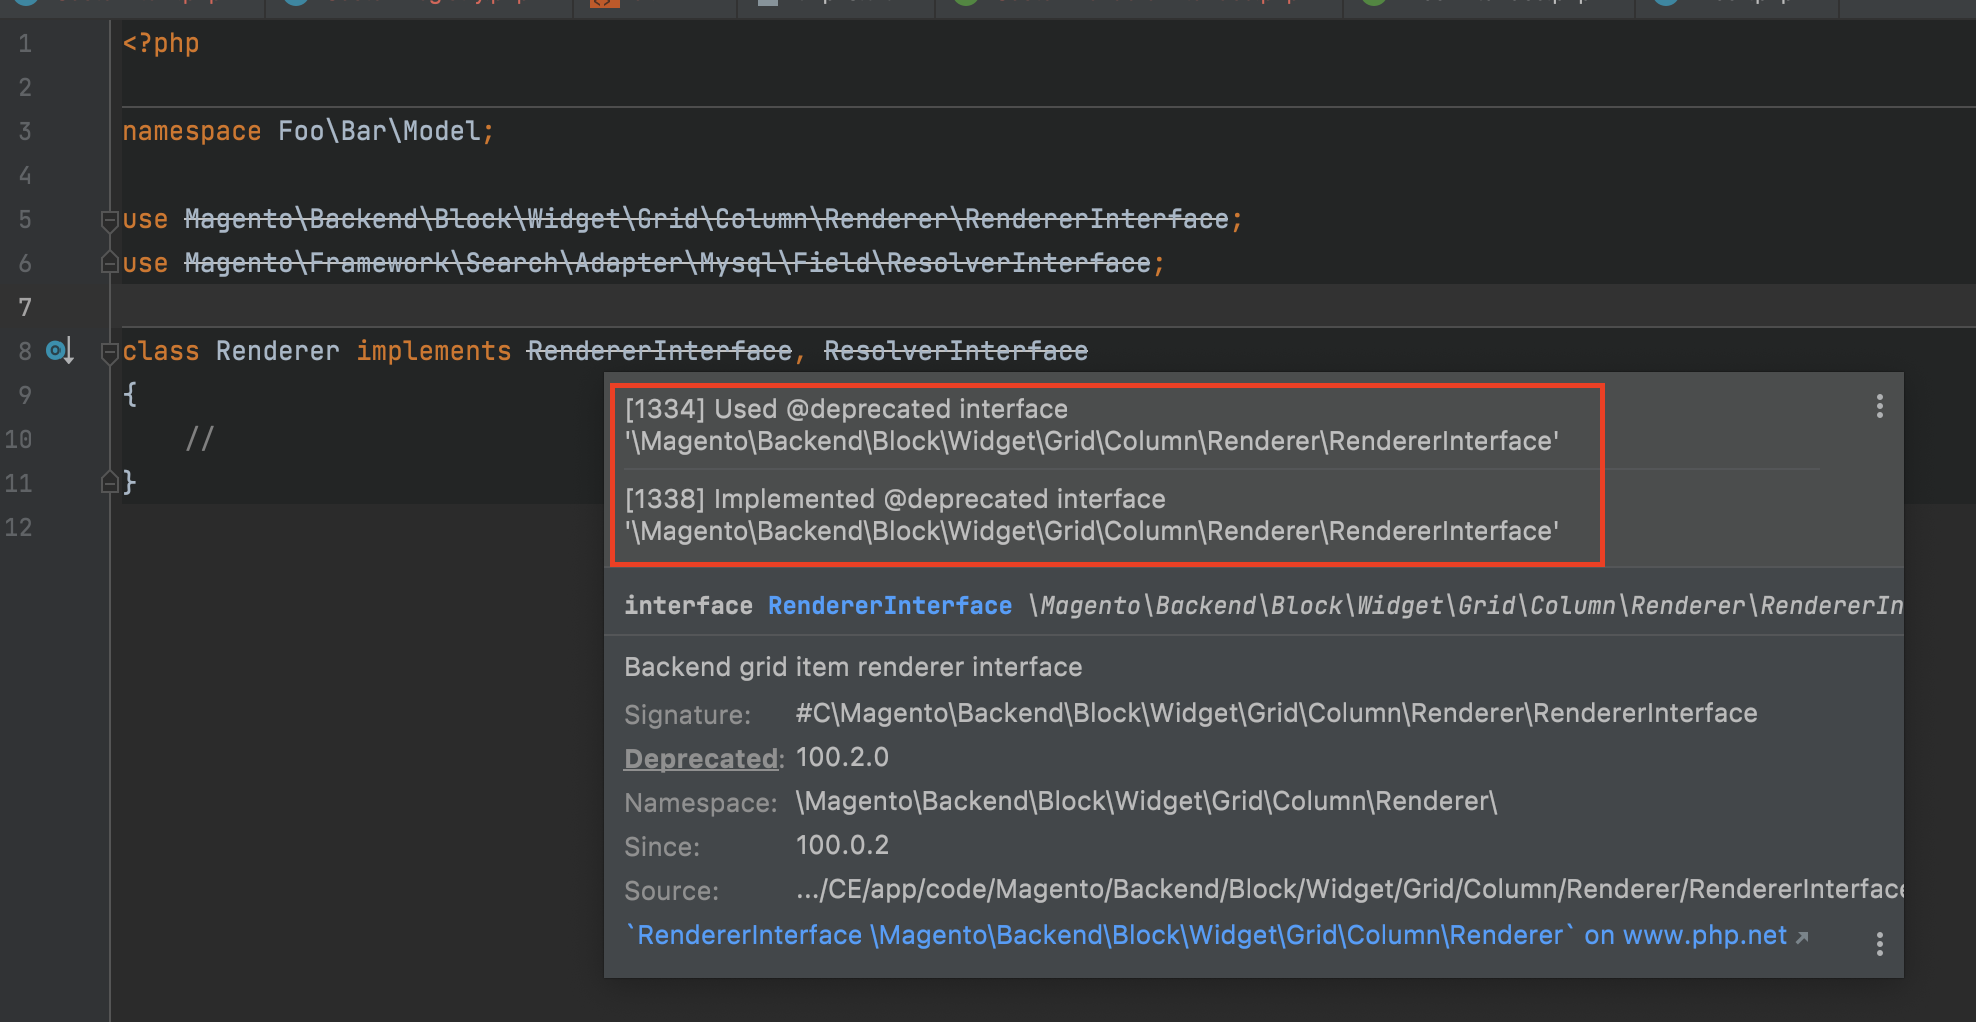 1 <?php
2
3 namespace Foo\Bar\Model;
4
5 use Magento\Backend\Block\Widget\Grid\Column\Renderer\RendererInterface;
6 use Magento\Framework\Search\Adapter\Mysql\Field\ResolverInterface;
7
8 class Renderer implements RendererInterface, ResolverInterface
9 {
10 //
11 }
12
[1334] Used @deprecated interface
'\Magento\Backend\Block\Widget\Grid\Column\Renderer\RendererInterface'
[1338] Implemented @deprecated interface
'\Magento\Backend\Block\Widget\Grid\Column\Renderer\RendererInterface'
interface RendererInterface \Magento\Backend\Block\Widget\Grid\Column\Renderer\RendererIn
Backend grid item renderer interface
Signature: #C\Magento\Backend\Block\Widget\Grid\Column\Renderer\RendererInterface
Deprecated: 100.2.0
Namespace: \Magento\Backend\Block\Widget\Grid\Column\Renderer\
Since: 100.0.2
Source: .../CE/app/code/Magento/Backend/Block/Widget/Grid/Column/Renderer/RendererInterface
`RendererInterface \Magento\Backend\Block\Widget\Grid\Column\Renderer` on www.php.net